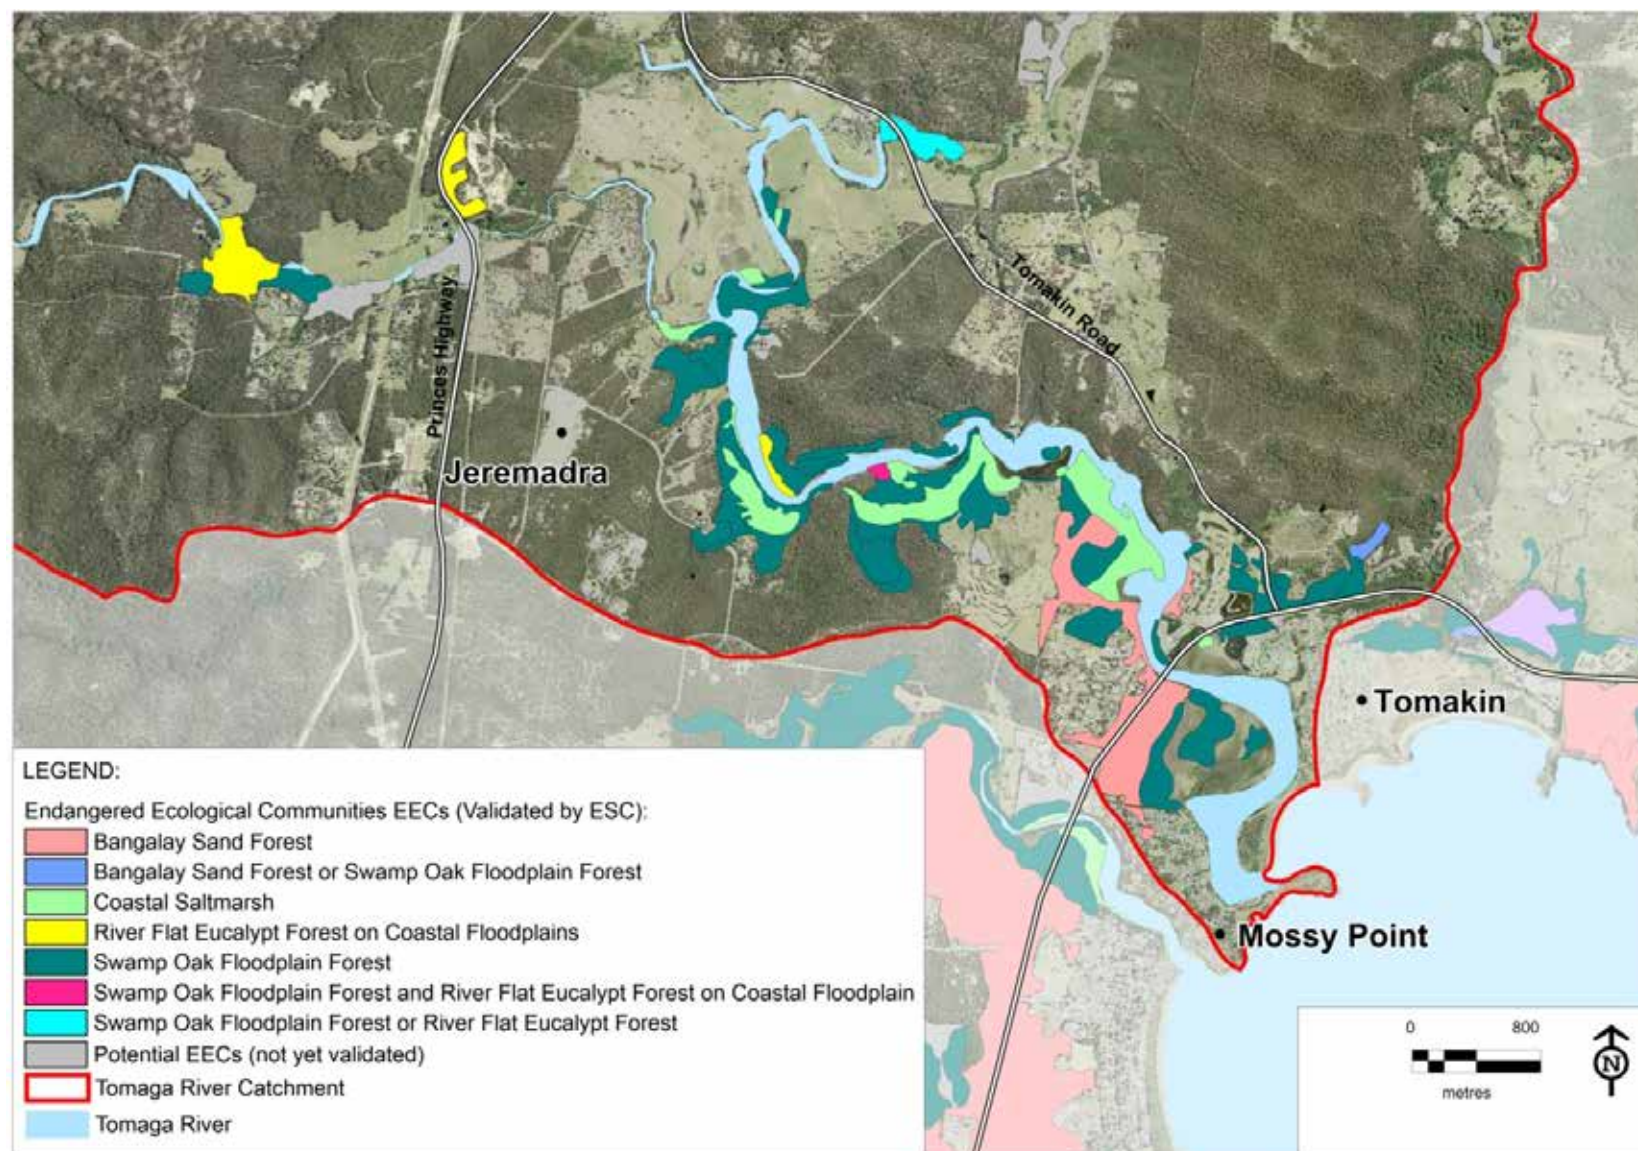 Princes Highway
Tomakin Road
Jeremadra
Tomakin
Mossy Point
LEGEND:
Endangered Ecological Communities EECs (Validated by ESC):
Bangalay Sand Forest
Bangalay Sand Forest or Swamp Oak Floodplain Forest
Coastal Saltmarsh
River Flat Eucalypt Forest on Coastal Floodplains
Swamp Oak Floodplain Forest
Swamp Oak Floodplain Forest and River Flat Eucalypt Forest on Coastal Floodplain
Swamp Oak Floodplain Forest or River Flat Eucalypt Forest
Potential EECs (not yet validated)
Tomaga River Catchment
Tomaga River
0 800
metres
N